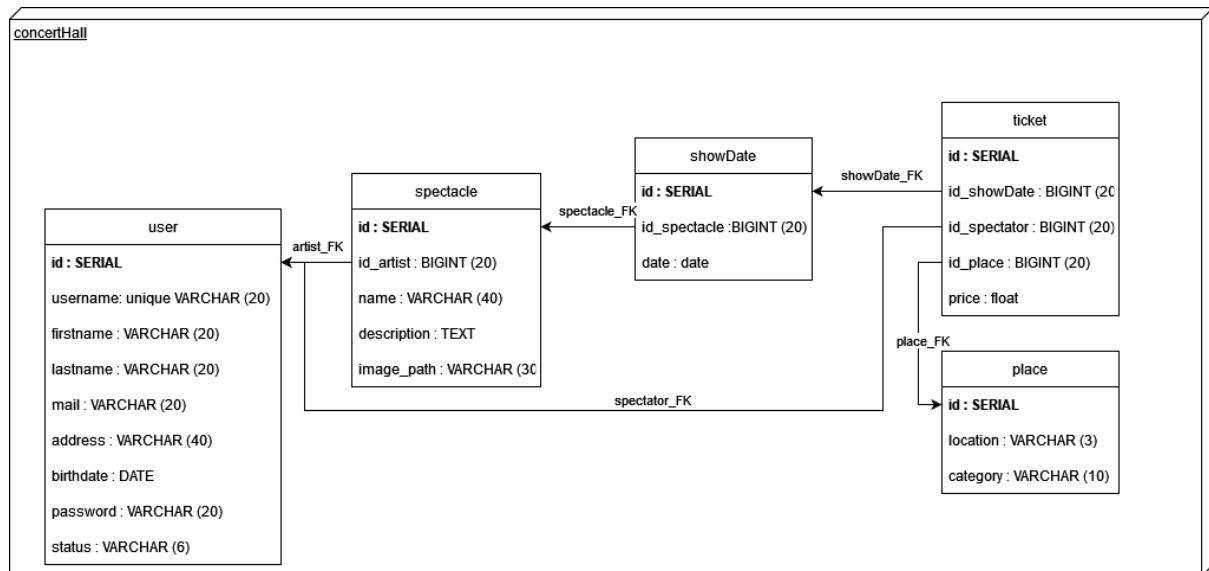 concertHall
user
id : SERIAL
username: unique VARCHAR (20)
firstname : VARCHAR (20)
lastname : VARCHAR (20)
mail : VARCHAR (20)
address : VARCHAR (40)
birthdate : DATE
password : VARCHAR (20)
status : VARCHAR (6)
artist_FK
spectacle
id : SERIAL
id_artist : BIGINT (20)
name : VARCHAR (40)
description : TEXT
image_path : VARCHAR (30
spectacle_FK
showDate
id : SERIAL
id_spectacle :BIGINT (20)
date : date
showDate_FK
ticket
id : SERIAL
id_showDate : BIGINT (20
id_spectator : BIGINT (20)
id_place : BIGINT (20)
price : float
place_FK
spectator_FK
place
id : SERIAL
location : VARCHAR (3)
category : VARCHAR (10)